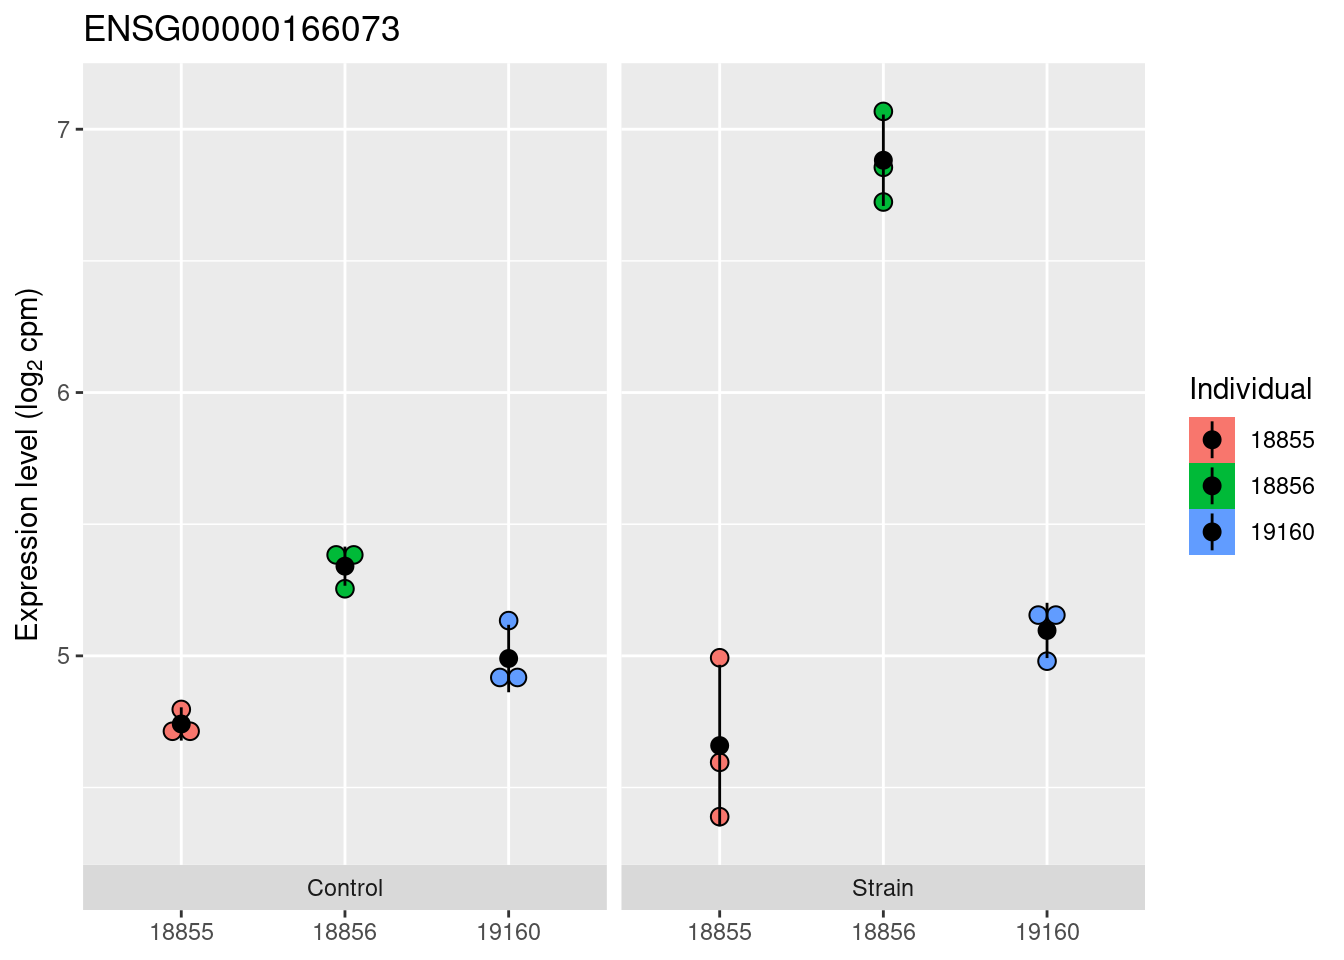 ENSG00000166073
Expression level (log₂ cpm)
7
6
5
Control
Strain
18855
18856
19160
18855
18856
19160
Individual
18855
18856
19160